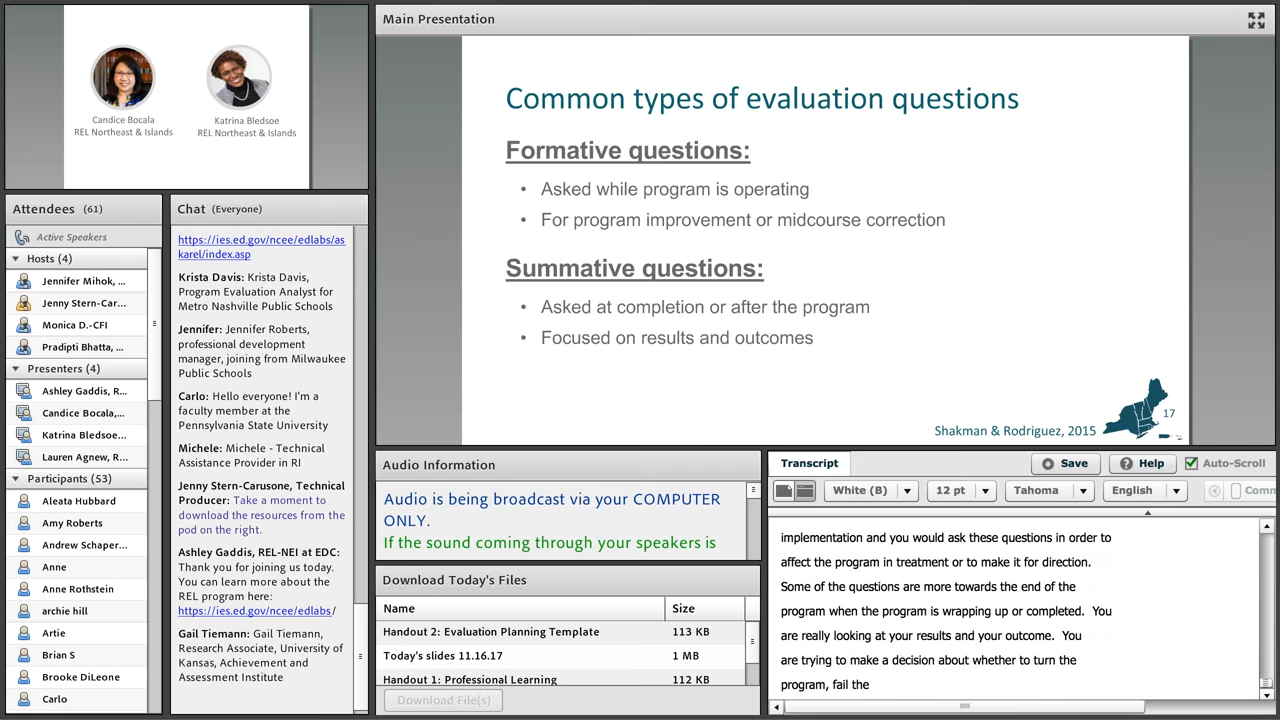 Candice Bocala
REL Northeast & Islands
Katrina Bledsoe
REL Northeast & Islands
Attendees (61)
Active Speakers
Hosts (4)
Jennifer Mihok, ...
Jenny Stern-Car...
Monica D.-CFI
Pradipti Bhatta, ...
Presenters (4)
Ashley Gaddis, R...
Candice Bocala,...
Katrina Bledsoe...
Lauren Agnew, R...
Participants (53)
Aleata Hubbard
Amy Roberts
Andrew Schaper...
Anne
Anne Rothstein
archie hill
Artie
Brian S
Brooke DiLeone
Carlo
Chat (Everyone)
https://ies.ed.gov/ncee/edlabs/as
karel/index.asp
Krista Davis: Krista Davis,
Program Evaluation Analyst for
Metro Nashville Public Schools
Jennifer: Jennifer Roberts,
professional development
manager, joining from Milwaukee
Public Schools
Carlo: Hello everyone! I'm a
faculty member at the
Pennsylvania State University
Michele: Michele - Technical
Assistance Provider in RI
Jenny Stern-Carusone, Technical
Producer: Take a moment to
download the resources from the
pod on the right.
Ashley Gaddis, REL-NEI at EDC:
Thank you for joining us today.
You can learn more about the
REL program here:
https://ies.ed.gov/ncee/edlabs/
Gail Tiemann: Gail Tiemann,
Research Associate, University of
Kansas, Achievement and
Assessment Institute
Main Presentation
Common types of evaluation questions
Formative questions:
• Asked while program is operating
• For program improvement or midcourse correction
Summative questions:
• Asked at completion or after the program
• Focused on results and outcomes
17
Shakman & Rodriguez, 2015
Audio Information
Audio is being broadcast via your COMPUTER
ONLY.
If the sound coming through your speakers is
Download Today's Files
Name Size
Handout 2: Evaluation Planning Template 113 KB
Today's slides 11.16.17 1 MB
Handout 1: Professional Learning 112 KB
Download File(s)
Transcript Save Help Auto-Scroll
White (B) 12 pt Tahoma English Comm
implementation and you would ask these questions in order to
affect the program in treatment or to make it for direction.
Some of the questions are more towards the end of the
program when the program is wrapping up or completed. You
are really looking at your results and your outcome. You
are trying to make a decision about whether to turn the
program, fail the